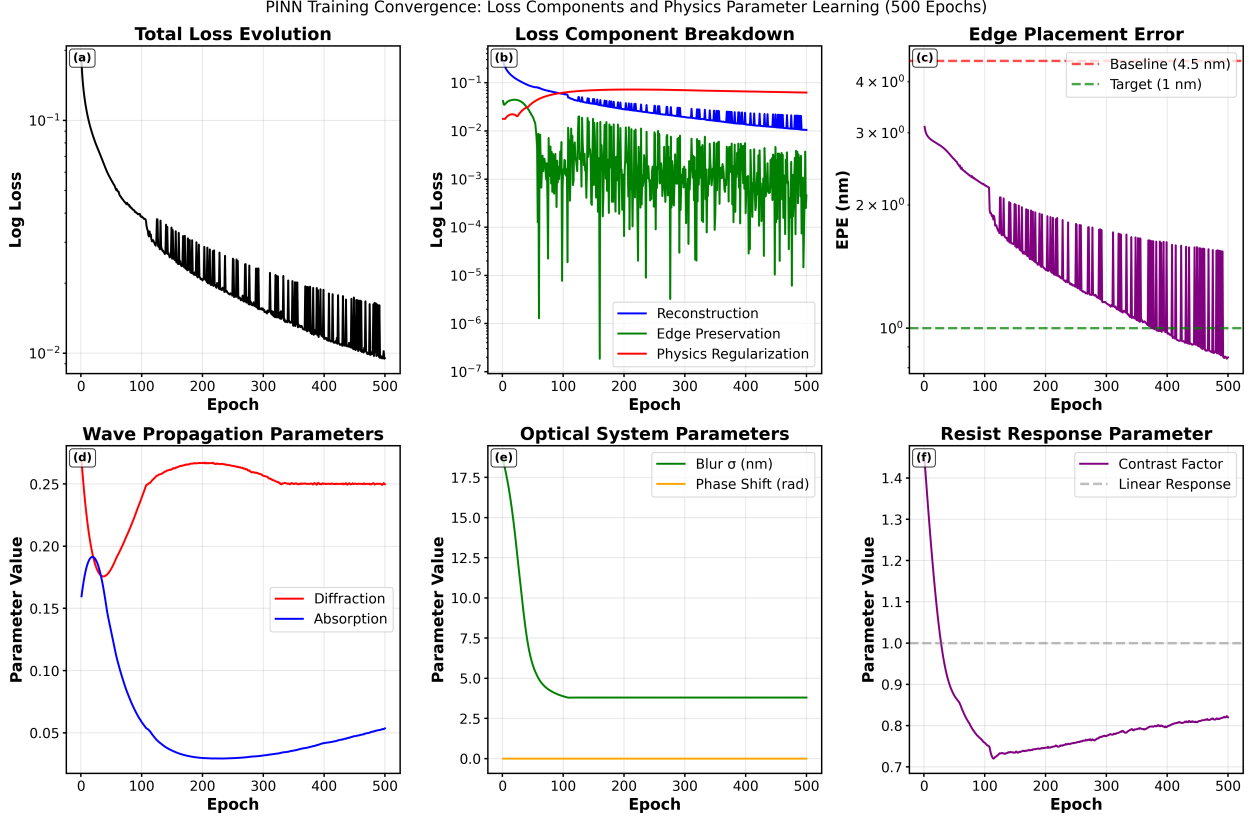 PINN Training Convergence: Loss Components and Physics Parameter Learning (500 Epochs)
Total Loss Evolution
(a)
10⁻¹
10⁻²
Log Loss
0 100 200 300 400 500
Epoch
Loss Component Breakdown
(b)
10⁻¹
10⁻²
10⁻³
10⁻⁴
10⁻⁵
10⁻⁶
10⁻⁷
Log Loss
Reconstruction
Edge Preservation
Physics Regularization
0 100 200 300 400 500
Epoch
Edge Placement Error
(c)
Baseline (4.5 nm)
Target (1 nm)
4 × 10⁰
3 × 10⁰
2 × 10⁰
10⁰
EPE (nm)
0 100 200 300 400 500
Epoch
Wave Propagation Parameters
(d)
0.25
0.20
0.15
0.10
0.05
Parameter Value
Diffraction
Absorption
0 100 200 300 400 500
Epoch
Optical System Parameters
(e)
Blur σ (nm)
Phase Shift (rad)
17.5
15.0
12.5
10.0
7.5
5.0
2.5
0.0
Parameter Value
0 100 200 300 400 500
Epoch
Resist Response Parameter
(f)
Contrast Factor
Linear Response
1.4
1.3
1.2
1.1
1.0
0.9
0.8
0.7
Parameter Value
0 100 200 300 400 500
Epoch